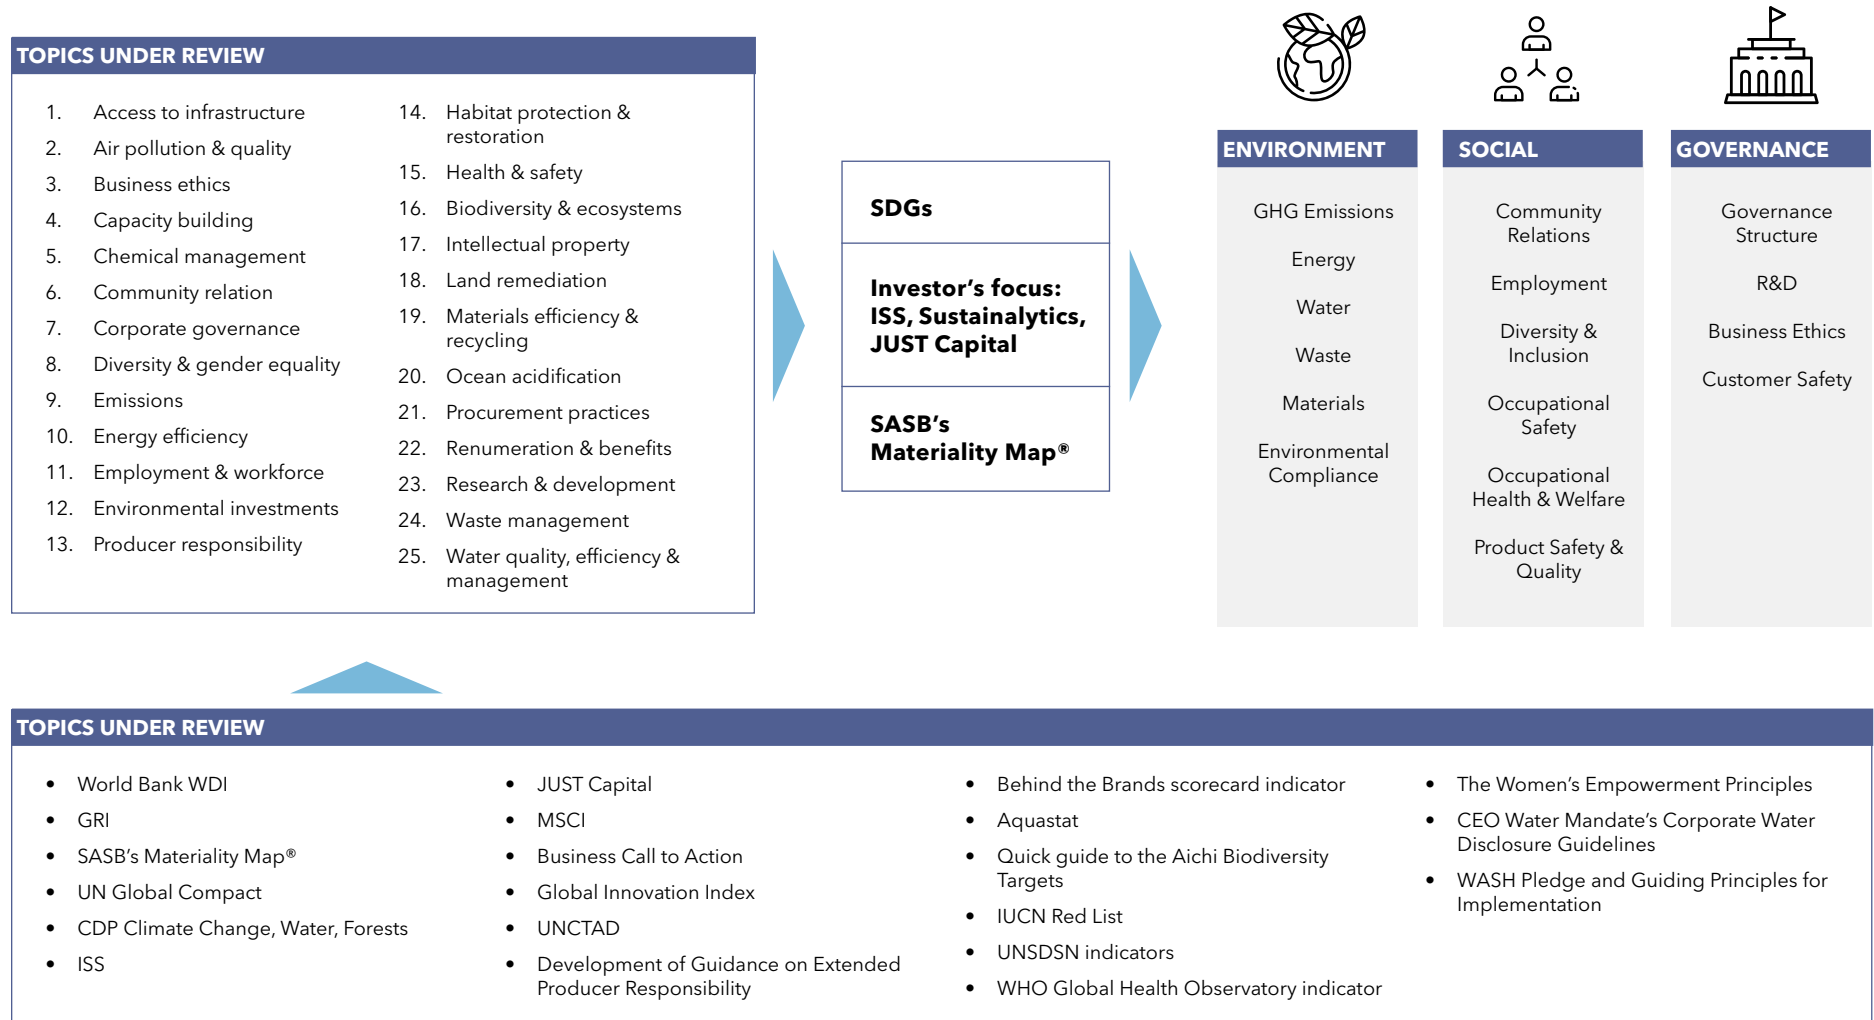 TOPICS UNDER REVIEW
1. Access to infrastructure
2. Air pollution & quality
3. Business ethics
4. Capacity building
5. Chemical management
6. Community relation
7. Corporate governance
8. Diversity & gender equality
9. Emissions
10. Energy efficiency
11. Employment & workforce
12. Environmental investments
13. Producer responsibility
14. Habitat protection &
restoration
15. Health & safety
16. Biodiversity & ecosystems
17. Intellectual property
18. Land remediation
19. Materials efficiency &
recycling
20. Ocean acidification
21. Procurement practices
22. Renumeration & benefits
23. Research & development
24. Waste management
25. Water quality, efficiency &
management
SDGs
Investor’s focus:
ISS, Sustainalytics,
JUST Capital
SASB’s
Materiality Map®
ENVIRONMENT
GHG Emissions
Energy
Water
Waste
Materials
Environmental
Compliance
SOCIAL
Community
Relations
Employment
Diversity &
Inclusion
Occupational
Safety
Occupational
Health & Welfare
Product Safety &
Quality
GOVERNANCE
Governance
Structure
R&D
Business Ethics
Customer Safety
TOPICS UNDER REVIEW
• World Bank WDI
• GRI
• SASB’s Materiality Map®
• UN Global Compact
• CDP Climate Change, Water, Forests
• ISS
• JUST Capital
• MSCI
• Business Call to Action
• Global Innovation Index
• UNCTAD
• Development of Guidance on Extended
Producer Responsibility
• Behind the Brands scorecard indicator
• Aquastat
• Quick guide to the Aichi Biodiversity
Targets
• IUCN Red List
• UNSDSN indicators
• WHO Global Health Observatory indicator
• The Women’s Empowerment Principles
• CEO Water Mandate’s Corporate Water
Disclosure Guidelines
• WASH Pledge and Guiding Principles for
Implementation